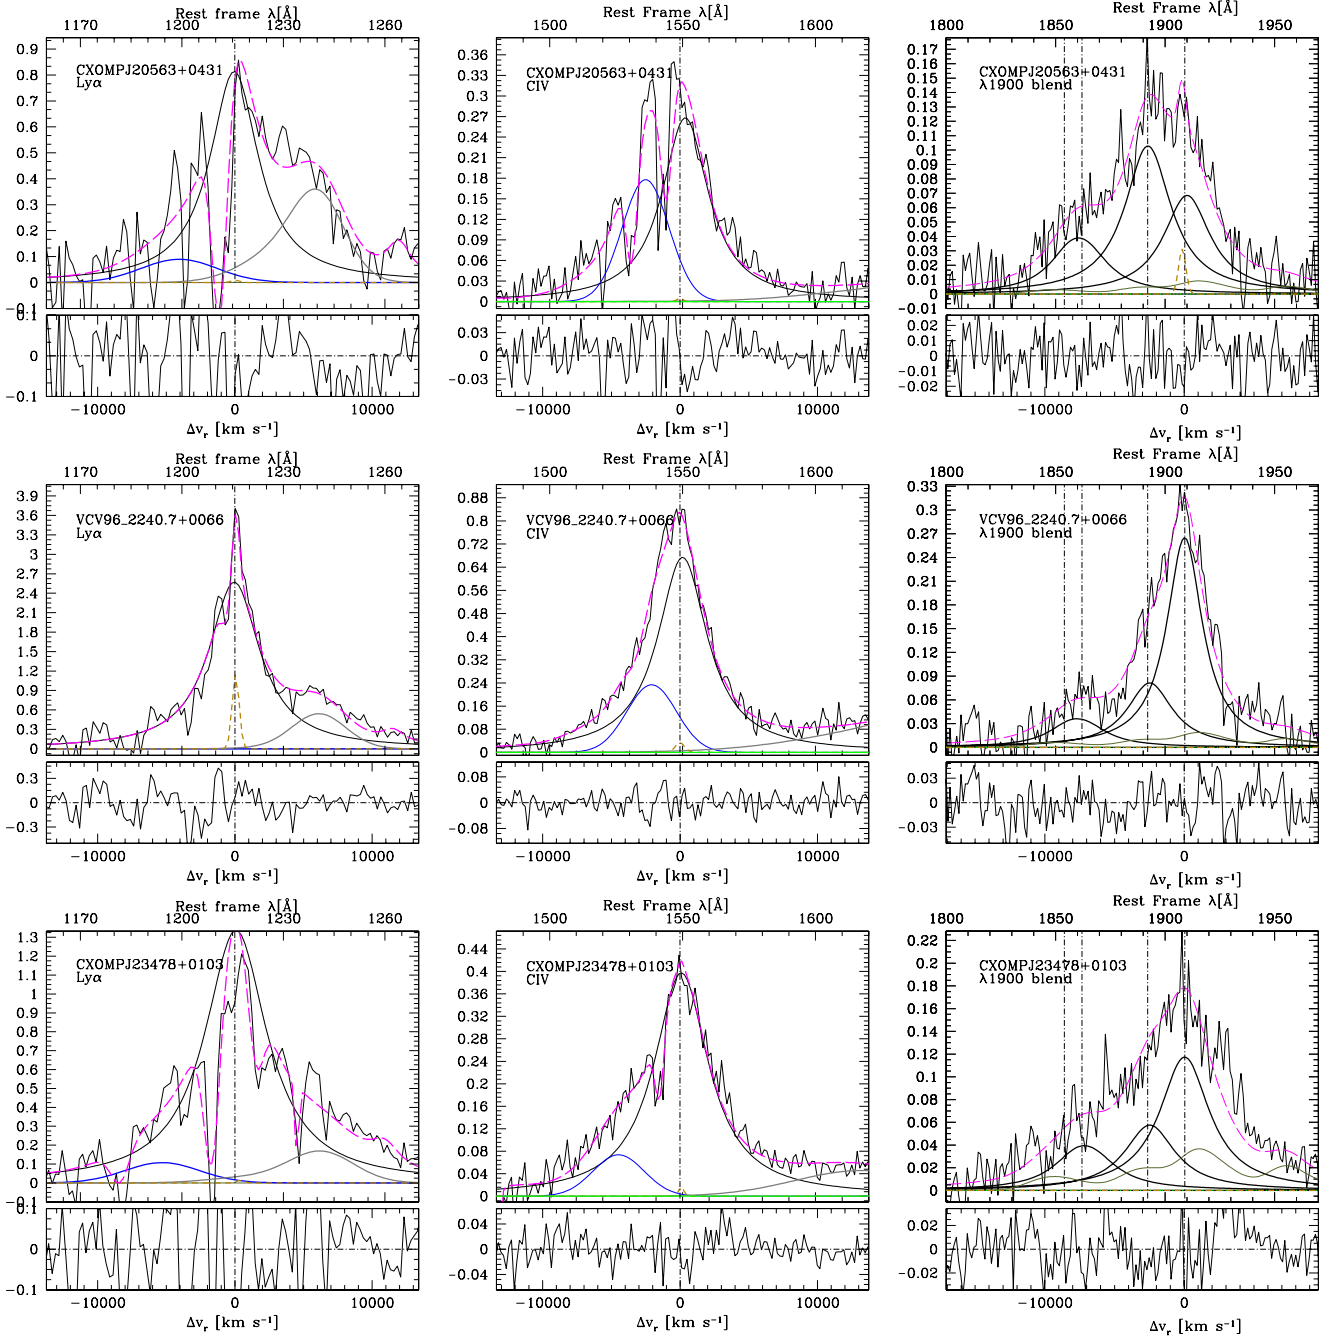 Rest frame λ[Å]
1170 1200 1230 1260
CXOMPJ20563+0431
Lyα
0.9
0.8
0.7
0.6
0.5
0.4
0.3
0.2
0.1
0
−0.1
0.1
0
−0.1
−10000 0 10000
Δvr [km s⁻¹]
Rest Frame λ[Å]
1500 1550 1600
CXOMPJ20563+0431
CIV
0.36
0.33
0.3
0.27
0.24
0.21
0.18
0.15
0.12
0.09
0.06
0.03
0
0.03
0
−0.03
−10000 0 10000
Δvr [km s⁻¹]
Rest Frame λ[Å]
1800 1850 1900 1950
CXOMPJ20563+0431
λ1900 blend
0.17
0.16
0.15
0.14
0.13
0.12
0.11
0.1
0.09
0.08
0.07
0.06
0.05
0.04
0.03
0.02
0.01
0
−0.01
0.02
0.01
0
−0.01
−0.02
−10000 0
Δvr [km s⁻¹]
Rest frame λ[Å]
1170 1200 1230 1260
VCV96_2240.7+0066
Lyα
3.9
3.6
3.3
3
2.7
2.4
2.1
1.8
1.5
1.2
0.9
0.6
0.3
0
0.3
0
−0.3
−10000 0 10000
Δvr [km s⁻¹]
Rest Frame λ[Å]
1500 1550 1600
VCV96_2240.7+0066
CIV
0.88
0.8
0.72
0.64
0.56
0.48
0.4
0.32
0.24
0.16
0.08
0
0.08
0
−0.08
−10000 0 10000
Δvr [km s⁻¹]
Rest Frame λ[Å]
1800 1850 1900 1950
VCV96_2240.7+0066
λ1900 blend
0.33
0.3
0.27
0.24
0.21
0.18
0.15
0.12
0.09
0.06
0.03
0
0.03
0
−0.03
−10000 0
Δvr [km s⁻¹]
Rest frame λ[Å]
1170 1200 1230 1260
CXOMPJ23478+0103
Lyα
1.3
1.2
1.1
1
0.9
0.8
0.7
0.6
0.5
0.4
0.3
0.2
0.1
0
−0.1
0.1
0
−0.1
−10000 0 10000
Δvr [km s⁻¹]
Rest Frame λ[Å]
1500 1550 1600
CXOMPJ23478+0103
CIV
0.44
0.4
0.36
0.32
0.28
0.24
0.2
0.16
0.12
0.08
0.04
0
0.04
0
−0.04
−10000 0 10000
Δvr [km s⁻¹]
Rest Frame λ[Å]
1800 1850 1900 1950
CXOMPJ23478+0103
λ1900 blend
0.22
0.2
0.18
0.16
0.14
0.12
0.1
0.08
0.06
0.04
0.02
0
0.02
0
−0.02
−10000 0
Δvr [km s⁻¹]